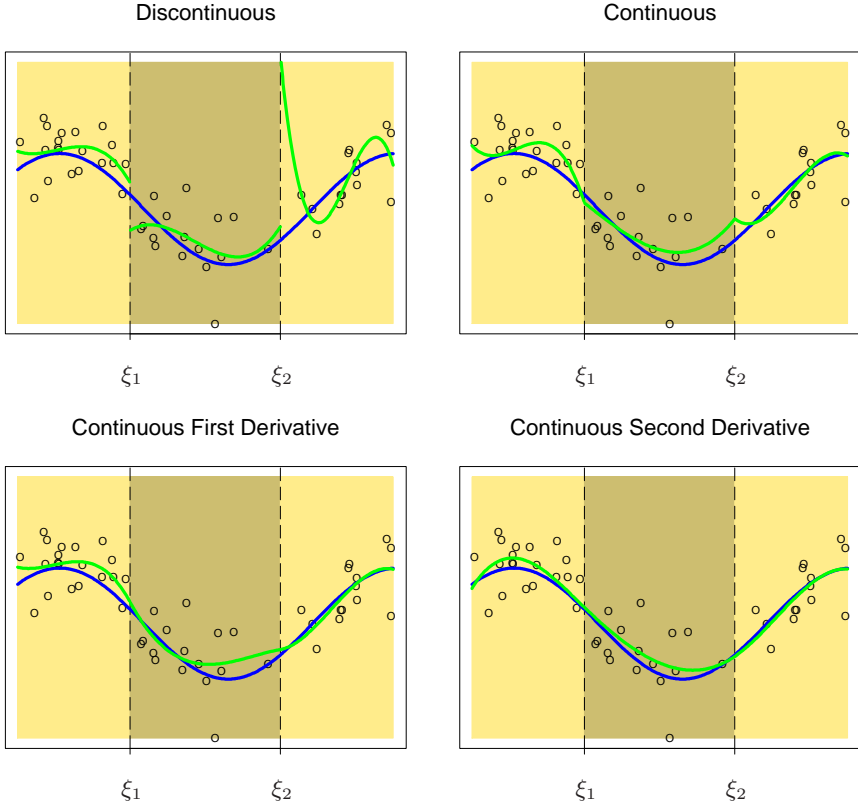 Discontinuous
Continuous
ξ1 ξ2
ξ1 ξ2
Continuous First Derivative
Continuous Second Derivative
ξ1 ξ2
ξ1 ξ2